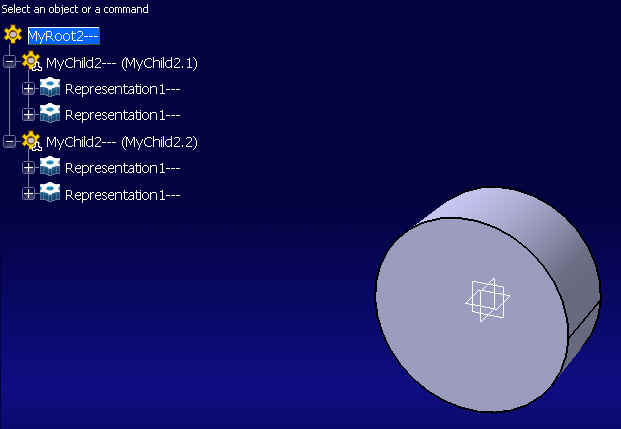 Select an object or a command
MyRoot2---
MyChild2--- (MyChild2.1)
Representation1---
Representation1---
MyChild2--- (MyChild2.2)
Representation1---
Representation1---